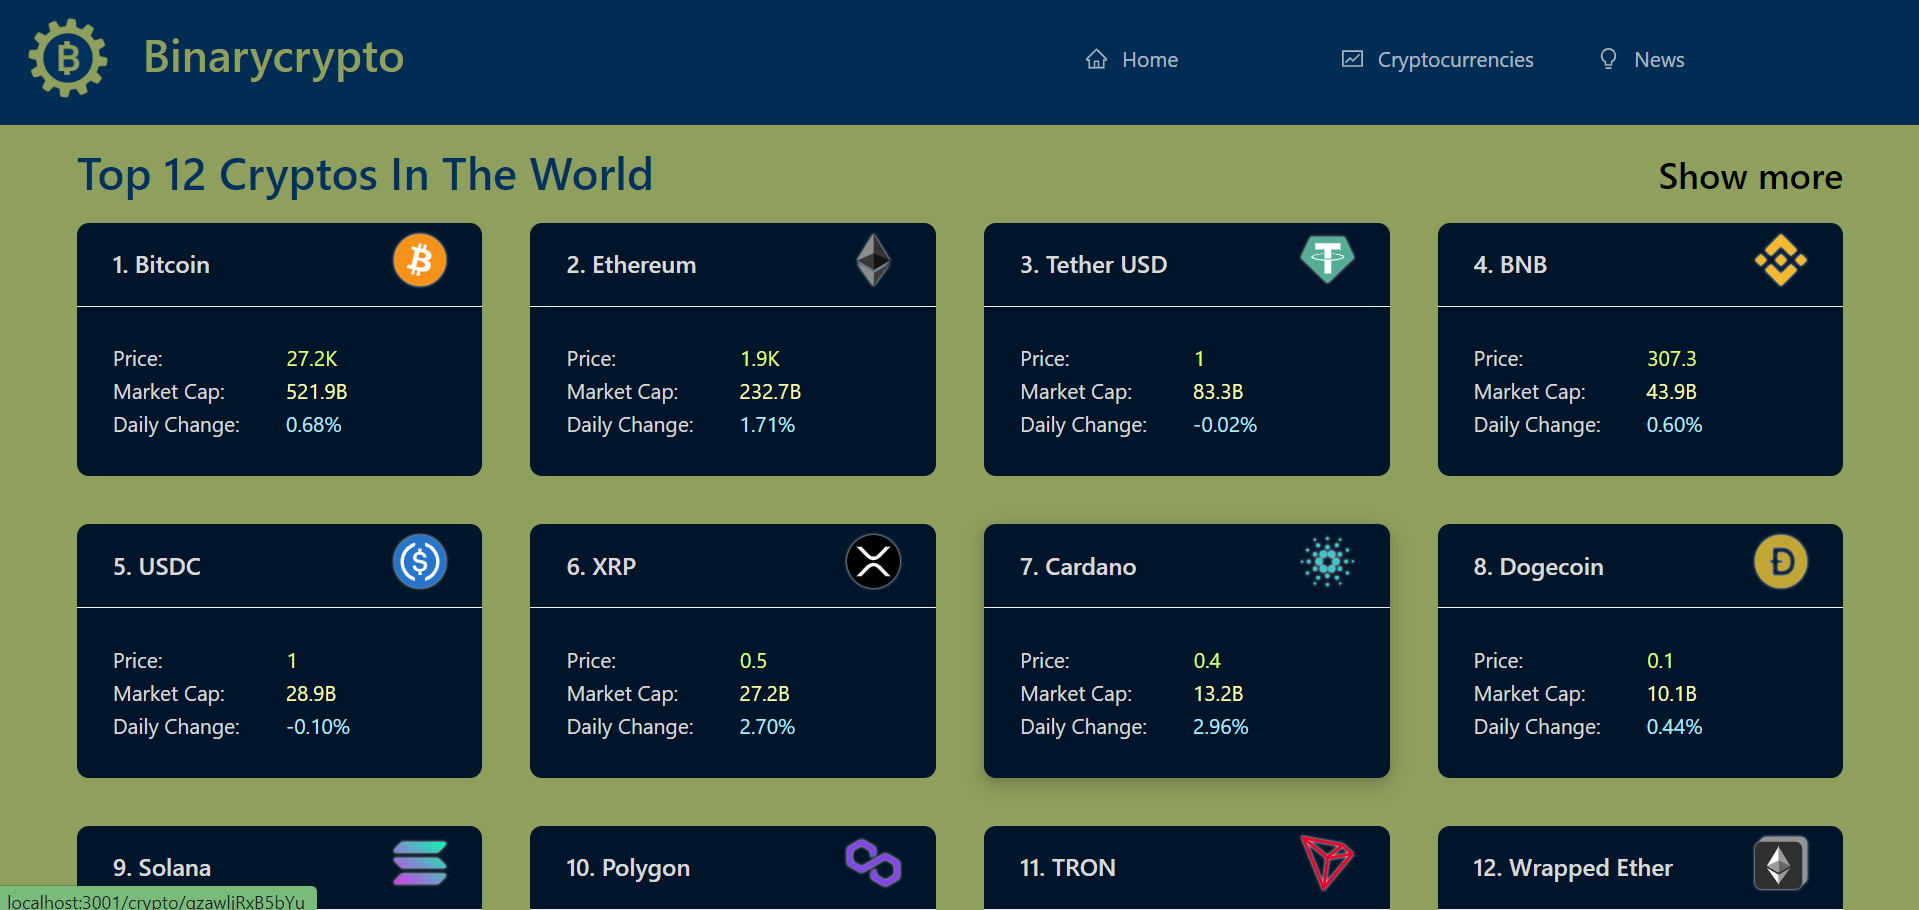 Binarycrypto
Home Cryptocurrencies News
Top 12 Cryptos In The World Show more
1. Bitcoin
Price: 27.2K
Market Cap: 521.9B
Daily Change: 0.68%
2. Ethereum
Price: 1.9K
Market Cap: 232.7B
Daily Change: 1.71%
3. Tether USD
Price: 1
Market Cap: 83.3B
Daily Change: -0.02%
4. BNB
Price: 307.3
Market Cap: 43.9B
Daily Change: 0.60%
5. USDC
Price: 1
Market Cap: 28.9B
Daily Change: -0.10%
6. XRP
Price: 0.5
Market Cap: 27.2B
Daily Change: 2.70%
7. Cardano
Price: 0.4
Market Cap: 13.2B
Daily Change: 2.96%
8. Dogecoin
Price: 0.1
Market Cap: 10.1B
Daily Change: 0.44%
9. Solana
10. Polygon
11. TRON
12. Wrapped Ether